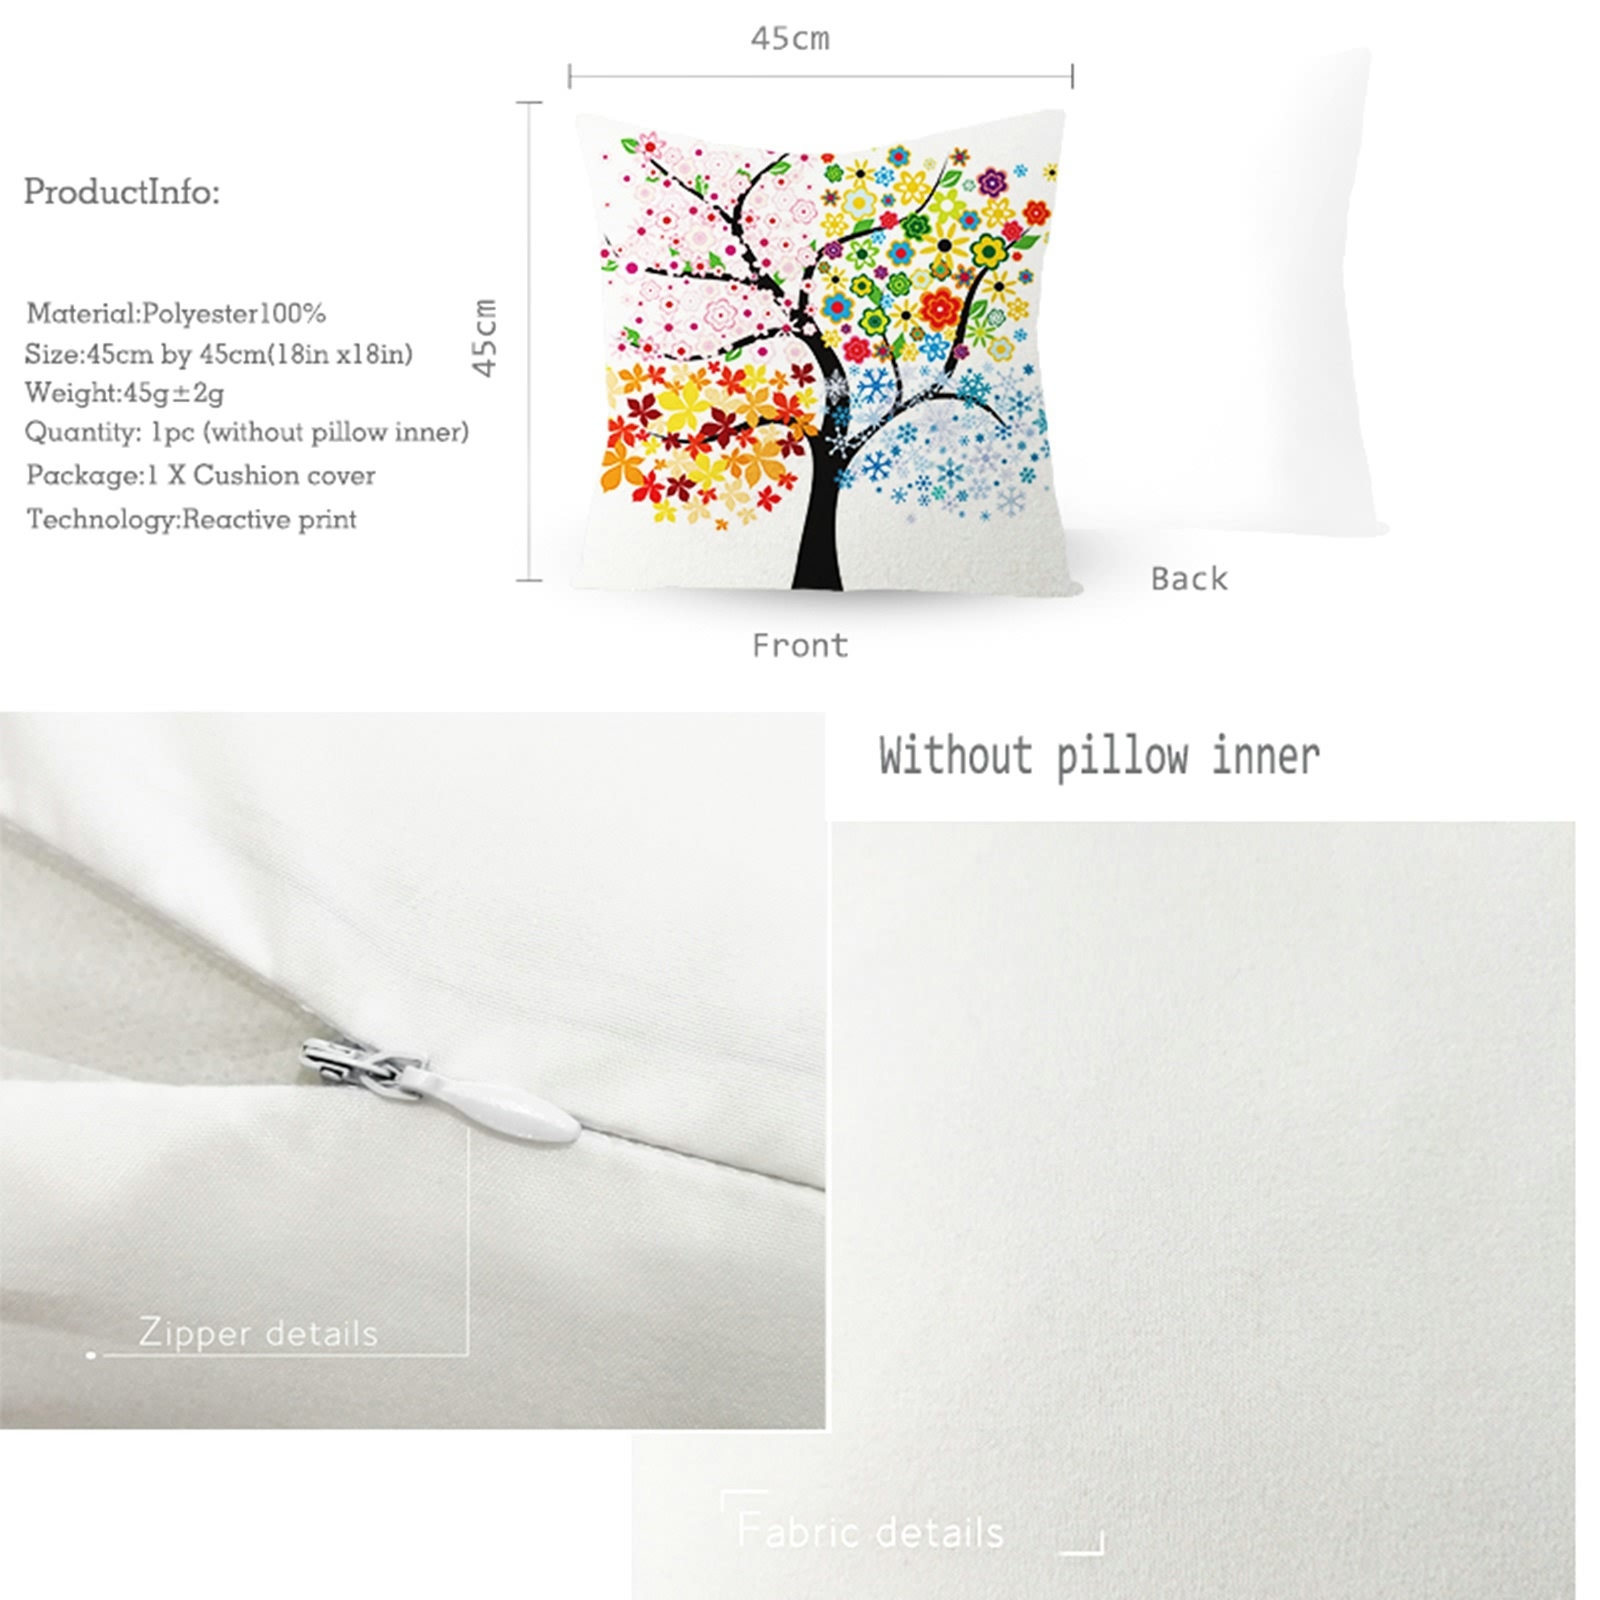 45cm
45cm
ProductInfo:
Material:Polyester100%
Size:45cm by 45cm(18in x18in)
Weight:45g±2g
Quantity: 1pc (without pillow inner)
Package:1 X Cushion cover
Technology:Reactive print
Back
Front
Without pillow inner
Zipper details
Fabric details